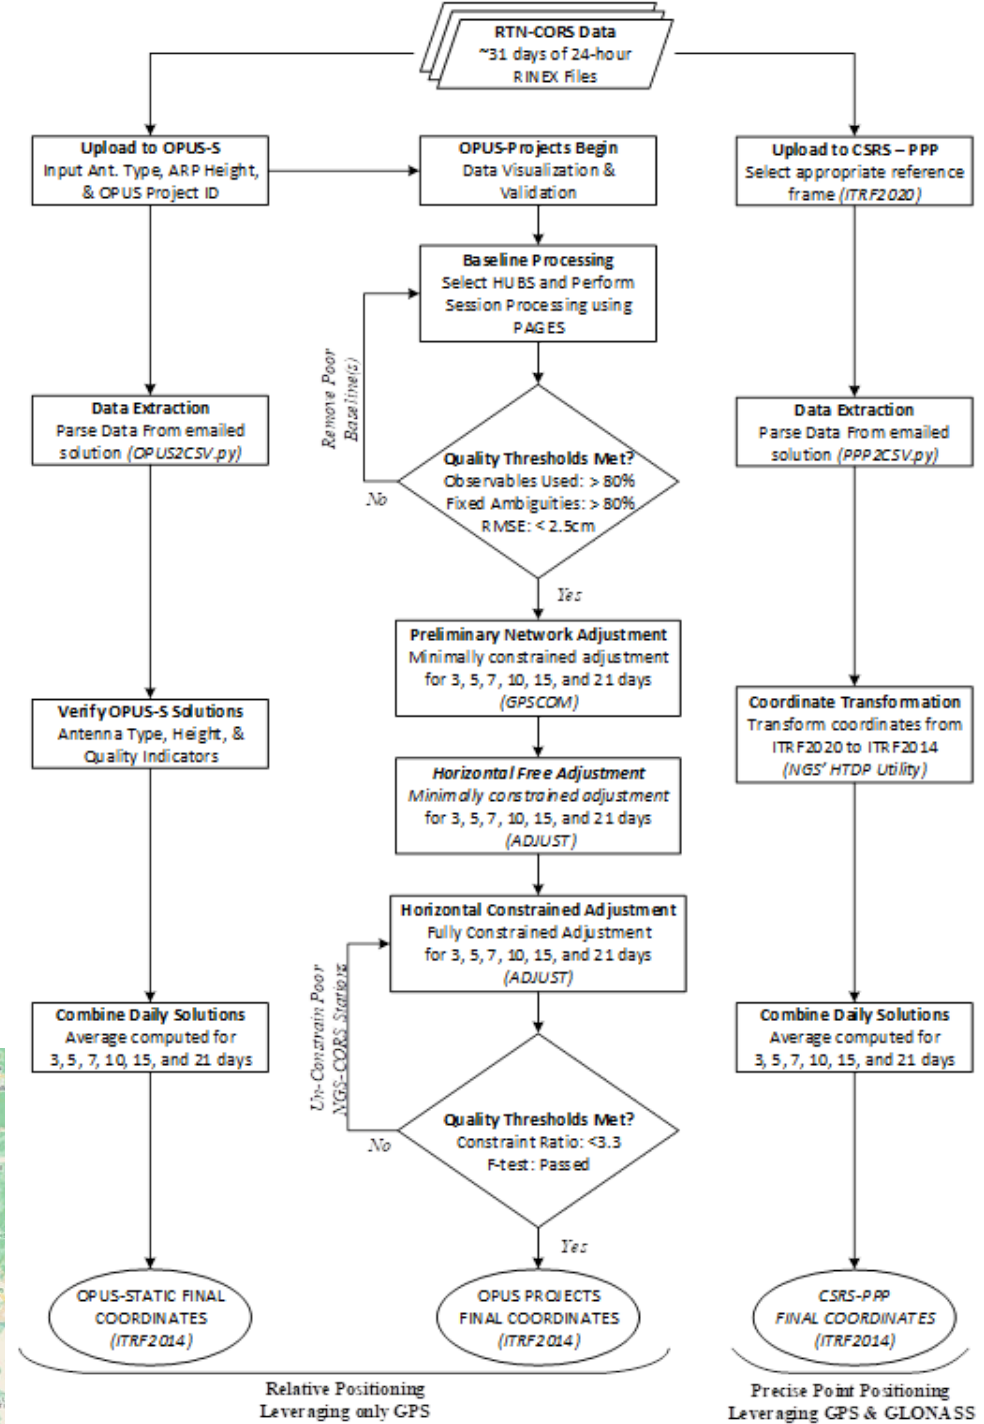 RTN-CORS Data
~31 days of 24-hour
RINEX Files
Upload to OPUS-S
Input Ant. Type, ARP Height,
& OPUS Project ID
OPUS-Projects Begin
Data Visualization &
Validation
Upload to CSRS – PPP
Select appropriate reference
frame (ITRF2020)
Baseline Processing
Select HUBS and Perform
Session Processing using
PAGES
Remove Poor
Baseline(s)
Data Extraction
Parse Data From emailed
solution (OPUS2CSV.py)
Quality Thresholds Met?
Observables Used: > 80%
Fixed Ambiguities: > 80%
RMSE: < 2.5cm
No
Yes
Data Extraction
Parse Data From emailed
solution (PPP2CSV.py)
Preliminary Network Adjustment
Minimally constrained adjustment
for 3, 5, 7, 10, 15, and 21 days
(GPSCOM)
Verify OPUS-S Solutions
Antenna Type, Height, &
Quality Indicators
Coordinate Transformation
Transform coordinates from
ITRF2020 to ITRF2014
(NGS' HTDP Utility)
Horizontal Free Adjustment
Minimally constrained adjustment
for 3, 5, 7, 10, 15, and 21 days
(ADJUST)
Horizontal Constrained Adjustment
Fully Constrained Adjustment
for 3, 5, 7, 10, 15, and 21 days
(ADJUST)
Un-Constrain Poor
NGS-CORS Stations
Combine Daily Solutions
Average computed for
3, 5, 7, 10, 15, and 21 days
Quality Thresholds Met?
Constraint Ratio: <3.3
F-test: Passed
No
Yes
Combine Daily Solutions
Average computed for
3, 5, 7, 10, 15, and 21 days
OPUS-STATIC FINAL
COORDINATES
(ITRF2014)
OPUS PROJECTS
FINAL COORDINATES
(ITRF2014)
CSRS-PPP
FINAL COORDINATES
(ITRF2014)
Relative Positioning
Leveraging only GPS
Precise Point Positioning
Leveraging GPS & GLONASS